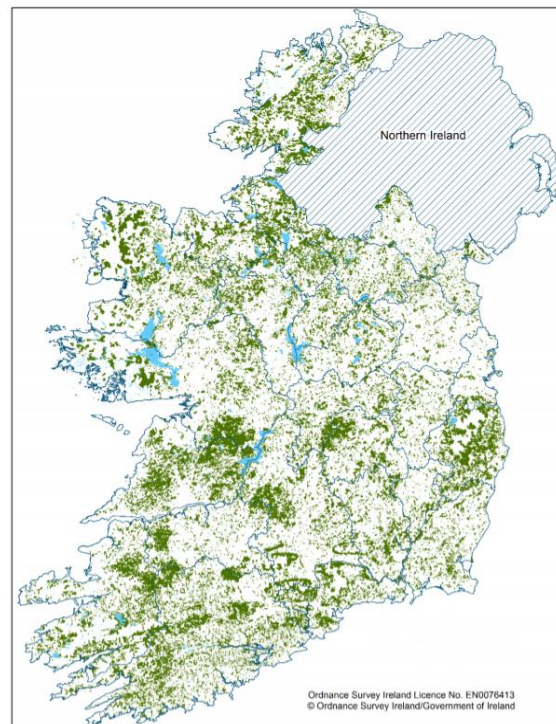 Northern Ireland
Ordnance Survey Ireland Licence No. EN0076413
© Ordnance Survey Ireland/Government of Ireland